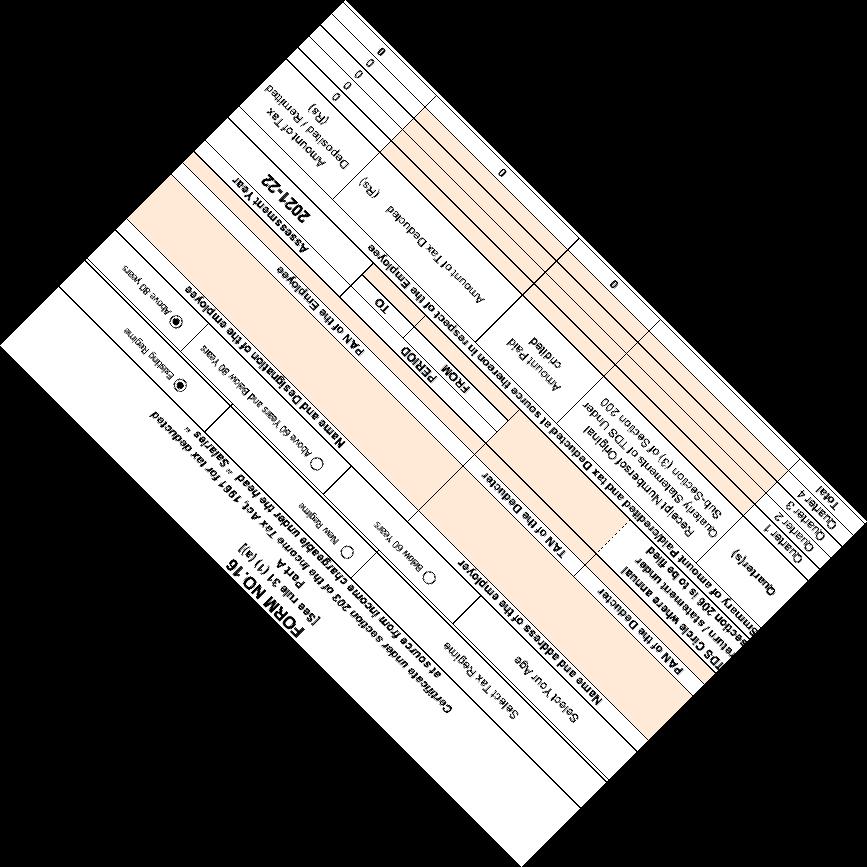 FORM NO. 16
[See rule 31 (1) (a)]
Part A
Certificate under section 203 of the Income Tax Act, 1961 for tax deducted
at source from income chargeable under the head " Salaries "
Select Tax Regime New Regime Existing Regime
Select Your Age Below 60 Years Above 60 Years and Below 80 Years Above 80 years
Name and address of the employer Name and Designation of the employee
PAN of the Deducter TAN of the Deducter PAN of the Employee
TDS Circle where annual PERIOD Assessment Year
return / statement under FROM TO 2021-22
section 206 is to be filed
Summary of amount Paid/credited and tax Deducted at source thereon in respect of the Employee
Quarter(s) Receipt Numbersof Original Amount Paid Amount of Tax Deducted Amount of Tax
Quaterly Statements of TDS Under cridited (Rs) Deposited / Remitted
Sub-Section (3) of Section 200 (Rs)
Quarter 1 0
Quarter 2 0
Quarter 3 0
Quarter 4 0
Total 0 0 0